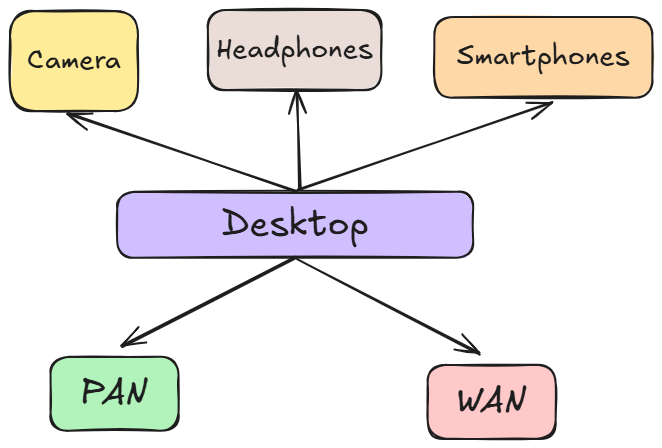 Camera
Headphones
Smartphones
Desktop
PAN
WAN